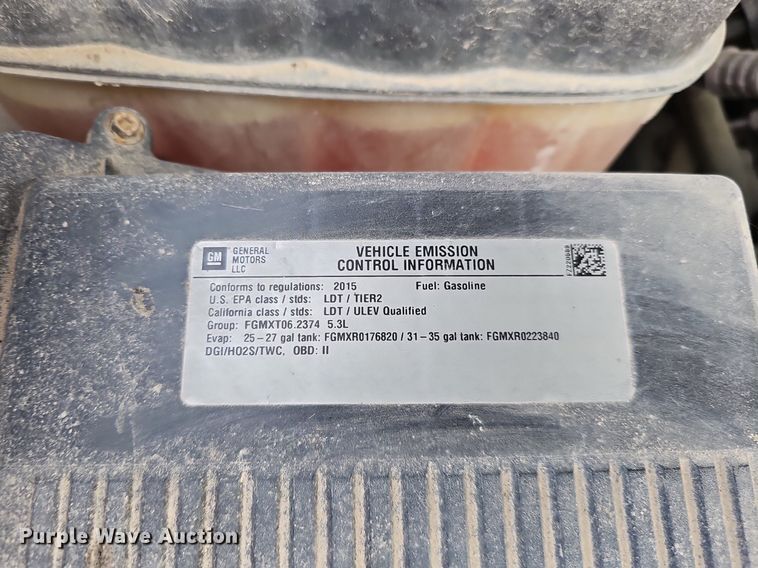 GM
GENERAL
MOTORS
LLC
VEHICLE EMISSION
CONTROL INFORMATION
Conforms to regulations: 2015 Fuel: Gasoline
U.S. EPA class / stds: LDT / TIER2
California class / stds: LDT / ULEV Qualified
Group: FGMXT06.2374 5.3L
Evap: 25 – 27 gal tank: FGMXR0176820 / 31 – 35 gal tank: FGMXR0223840
DGI/HO2S/TWC, OBD: II
Purple Wave Auction